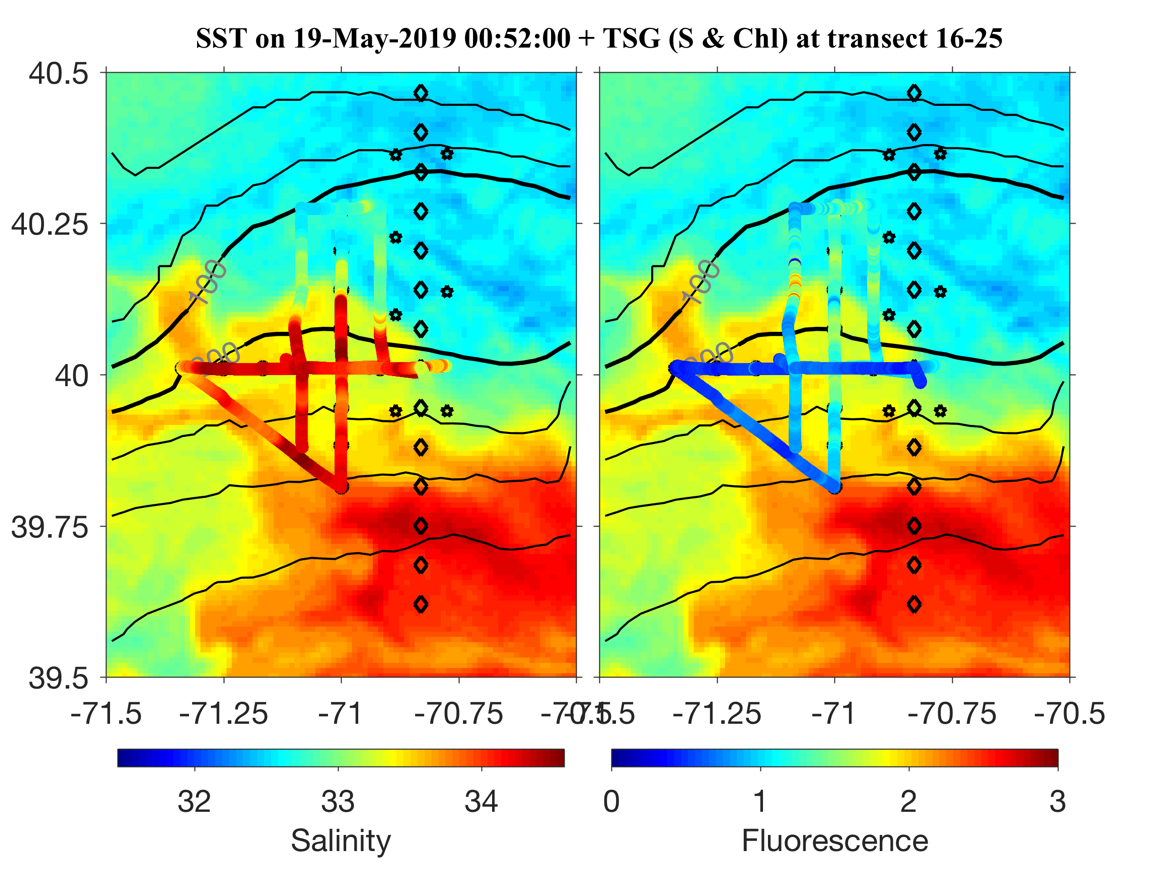 SST on 19-May-2019 00:52:00 + TSG (S & Chl) at transect 16-25
40.5
40.25
40
39.75
39.5
100
100
-71.5 -71.25 -71 -70.75
-71.25 -71 -70.75 -70.5
32 33 34
0 1 2 3
Salinity
Fluorescence